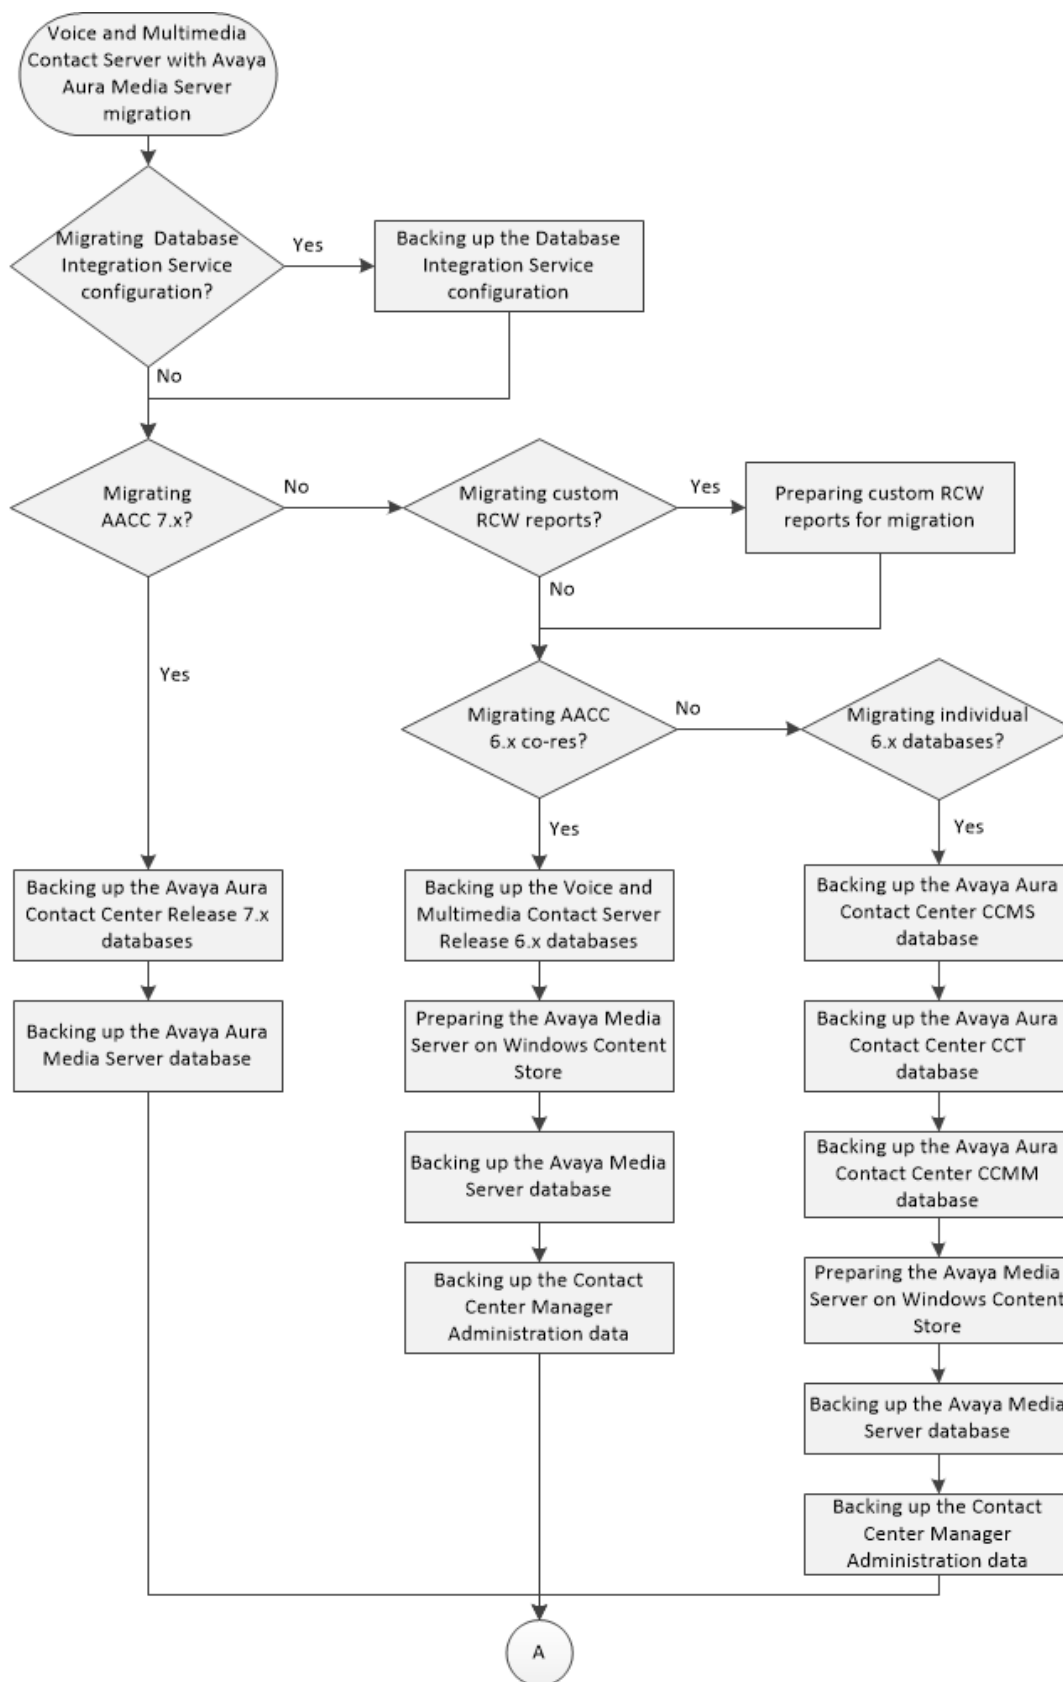 Voice and Multimedia
Contact Server with Avaya
Aura Media Server
migration
Migrating Database
Integration Service
configuration?
Yes
Backing up the Database
Integration Service
configuration
No
Migrating
AACC 7.x?
No
Migrating custom
RCW reports?
Yes
Preparing custom RCW
reports for migration
No
Yes
Migrating AACC
6.x co-res?
No
Migrating individual
6.x databases?
Yes
Yes
Backing up the Avaya Aura
Contact Center Release 7.x
databases
Backing up the Avaya Aura
Media Server database
Backing up the Voice and
Multimedia Contact Server
Release 6.x databases
Preparing the Avaya Media
Server on Windows Content
Store
Backing up the Avaya Media
Server database
Backing up the Contact
Center Manager
Administration data
Backing up the Avaya Aura
Contact Center CCMS
database
Backing up the Avaya Aura
Contact Center CCT
database
Backing up the Avaya Aura
Contact Center CCMM
database
Preparing the Avaya Media
Server on Windows Content
Store
Backing up the Avaya Media
Server database
Backing up the Contact
Center Manager
Administration data
A